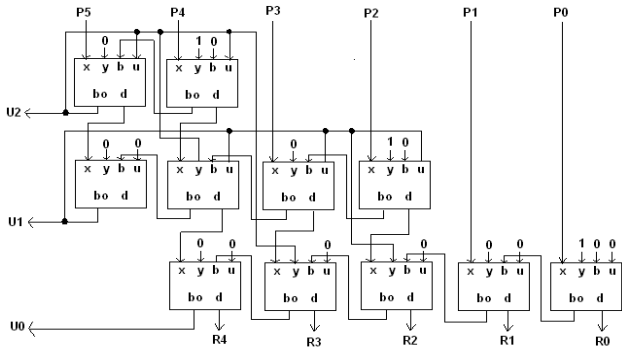 P5 P4 P3 P2 P1 P0
0 1 0
x y b u x y b u
bo d bo d
U2
0 0 0 1 0
x y b u x y b u x y b u x y b u
bo d bo d bo d bo d
U1
0 0 0 0 0 0 1 0 0
x y b u x y b u x y b u x y b u x y b u
bo d bo d bo d bo d bo d
U0 R4 R3 R2 R1 R0